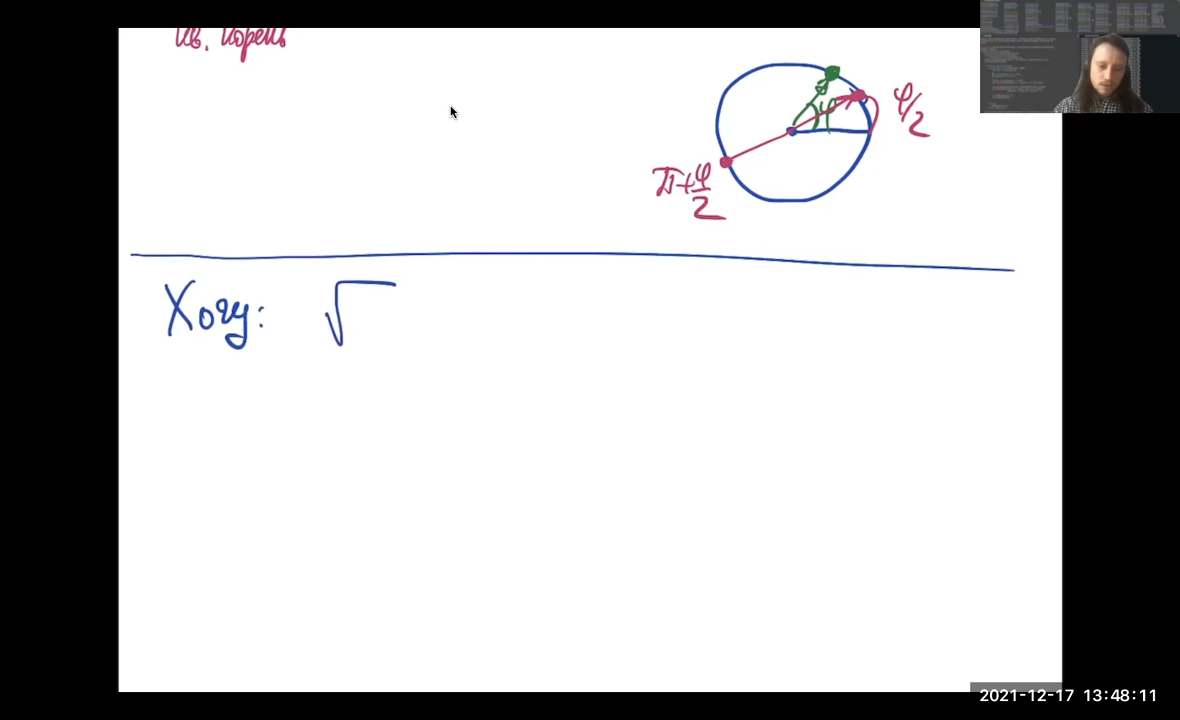 кв. корень
φ
φ/2
π+φ/2
Хочу: √
2021-12-17 13:48:11